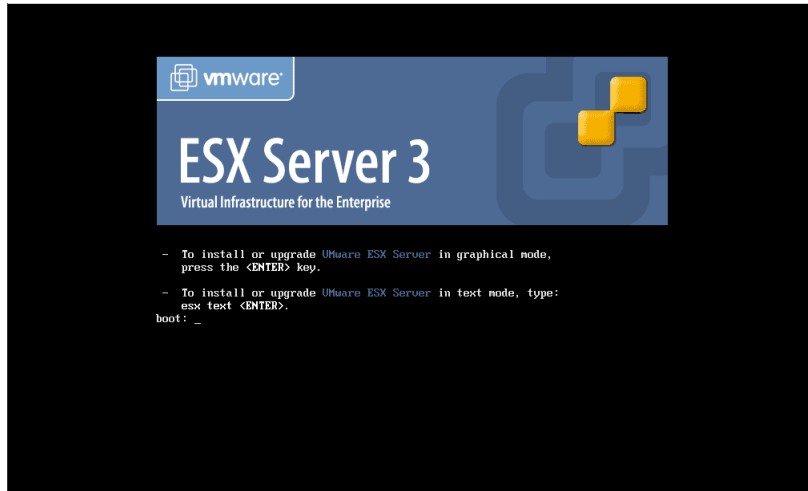 vmware
ESX Server 3
Virtual Infrastructure for the Enterprise
- To install or upgrade VMware ESX Server in graphical mode,
press the <ENTER> key.
- To install or upgrade VMware ESX Server in text mode, type:
esx text <ENTER>.
boot: _